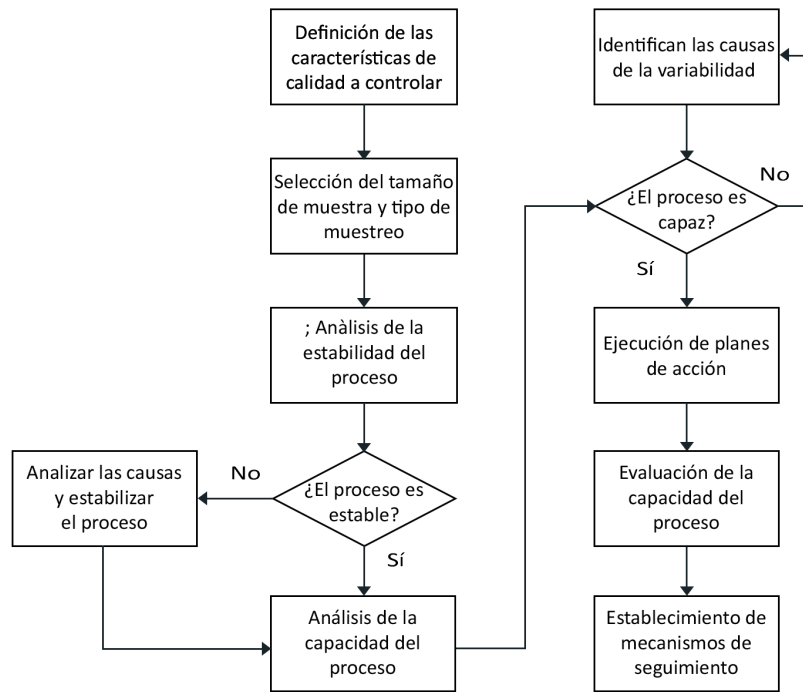 Definición de las
características de
calidad a controlar
Selección del tamaño
de muestra y tipo de
muestreo
; Anàlisis de la
estabilidad del
proceso
¿El proceso es
estable?
No
Analizar las causas
y estabilizar
el proceso
Sí
Análisis de la
capacidad del
proceso
Identifican las causas
de la variabilidad
¿El proceso es
capaz?
No
Sí
Ejecución de planes
de acción
Evaluación de la
capacidad del
proceso
Establecimiento de
mecanismos de
seguimiento